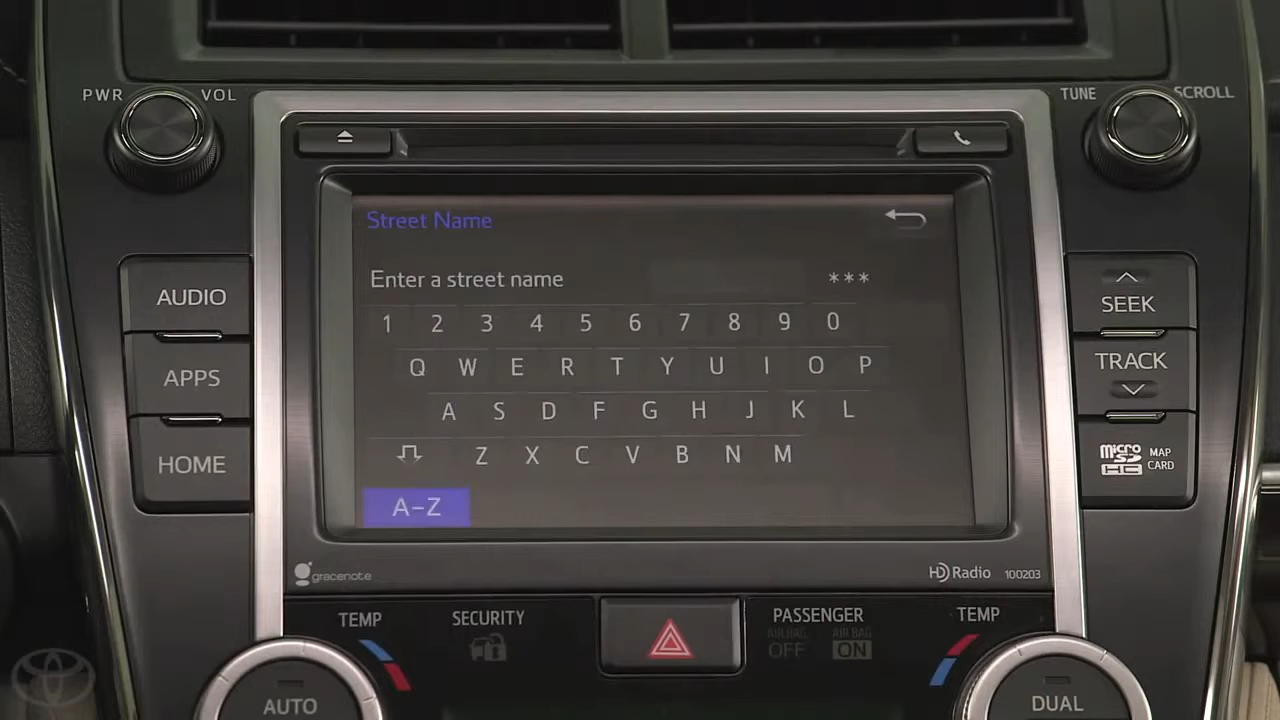 PWR VOL
TUNE SCROLL
Street Name
Enter a street name ***
1 2 3 4 5 6 7 8 9 0
Q W E R T Y U I O P
A S D F G H J K L
Z X C V B N M
A-Z
AUDIO
APPS
HOME
SEEK
TRACK
micro SD HC MAP CARD
gracenote
HD Radio 100203
TEMP
SECURITY
PASSENGER
AIR BAG OFF
AIR BAG ON
TEMP
AUTO
DUAL